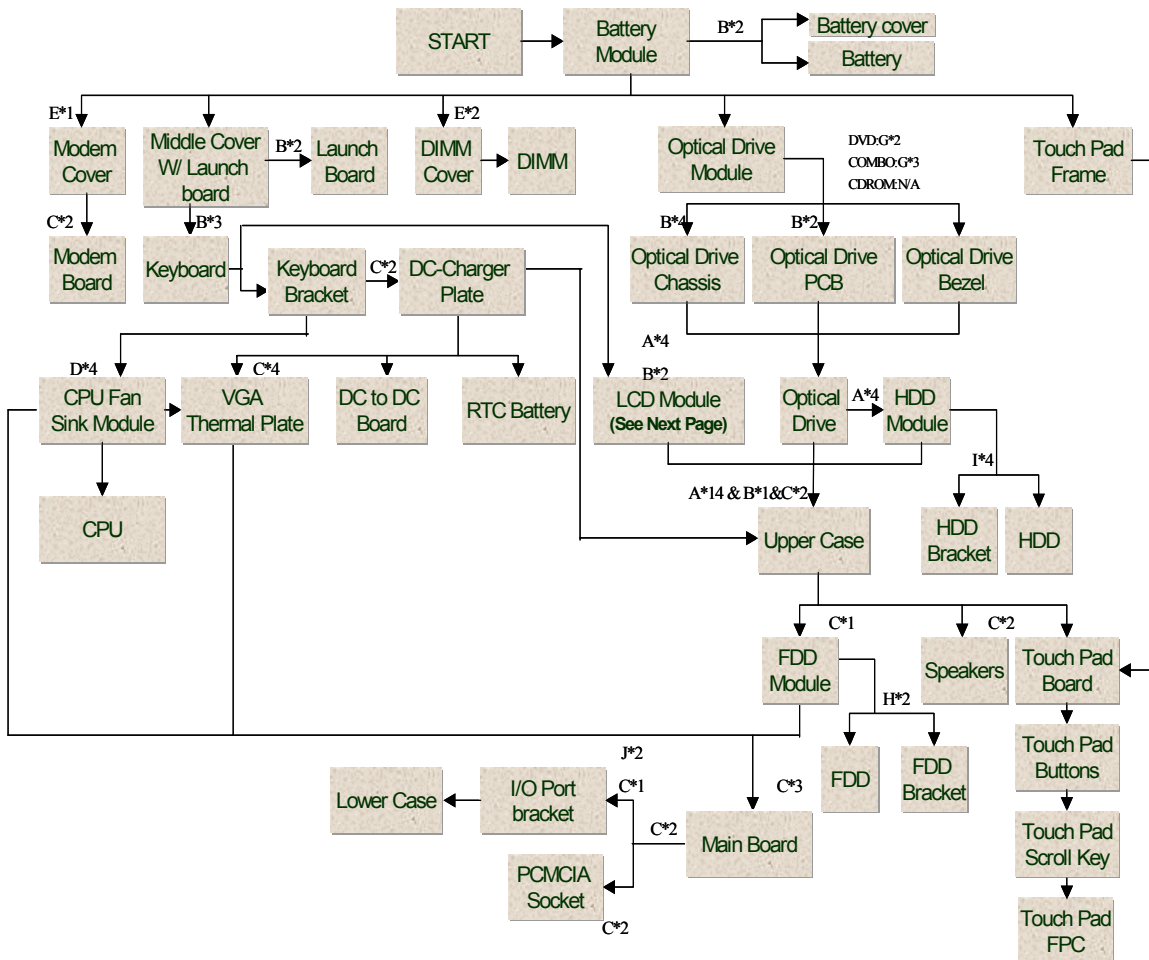 START
Battery
Module
B*2
Battery cover
Battery
E*1
Modem
Cover
C*2
Modem
Board
Middle Cover
W/ Launch
board
B*2
Launch
Board
B*3
Keyboard
E*2
DIMM
Cover
DIMM
Optical Drive
Module
DVD:G*2
COMBO:G*3
CDROM:N/A
Touch Pad
Frame
Keyboard
Bracket
C*2
DC-Charger
Plate
B*4
Optical Drive
Chassis
B*2
Optical Drive
PCB
Optical Drive
Bezel
A*4
D*4
CPU Fan
Sink Module
C*4
VGA
Thermal Plate
DC to DC
Board
RTC Battery
B*2
LCD Module
(See Next Page)
Optical
Drive
A*4
HDD
Module
I*4
CPU
A*14 & B*1&C*2
Upper Case
HDD
Bracket
HDD
C*1
FDD
Module
Speakers
C*2
Touch Pad
Board
H*2
FDD
FDD
Bracket
Touch Pad
Buttons
J*2
Lower Case
I/O Port
bracket
C*1
C*2
C*3
Main Board
Touch Pad
Scroll Key
PCMCIA
Socket
C*2
Touch Pad
FPC